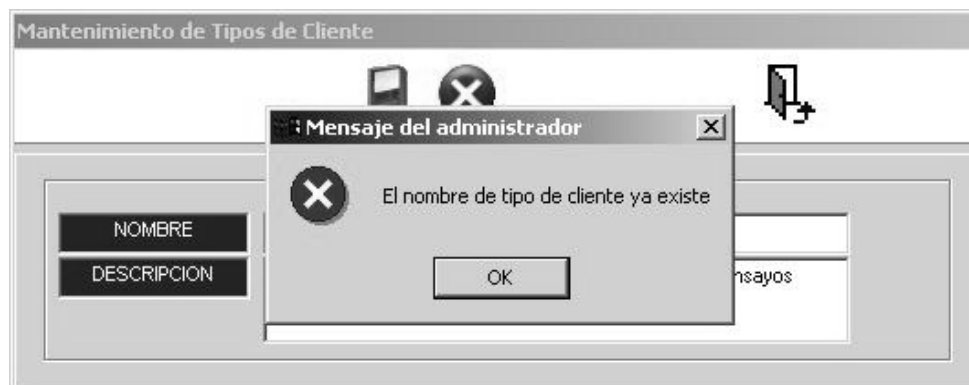 Mantenimiento de Tipos de Cliente
Mensaje del administrador
El nombre de tipo de cliente ya existe
NOMBRE
DESCRIPCION
OK